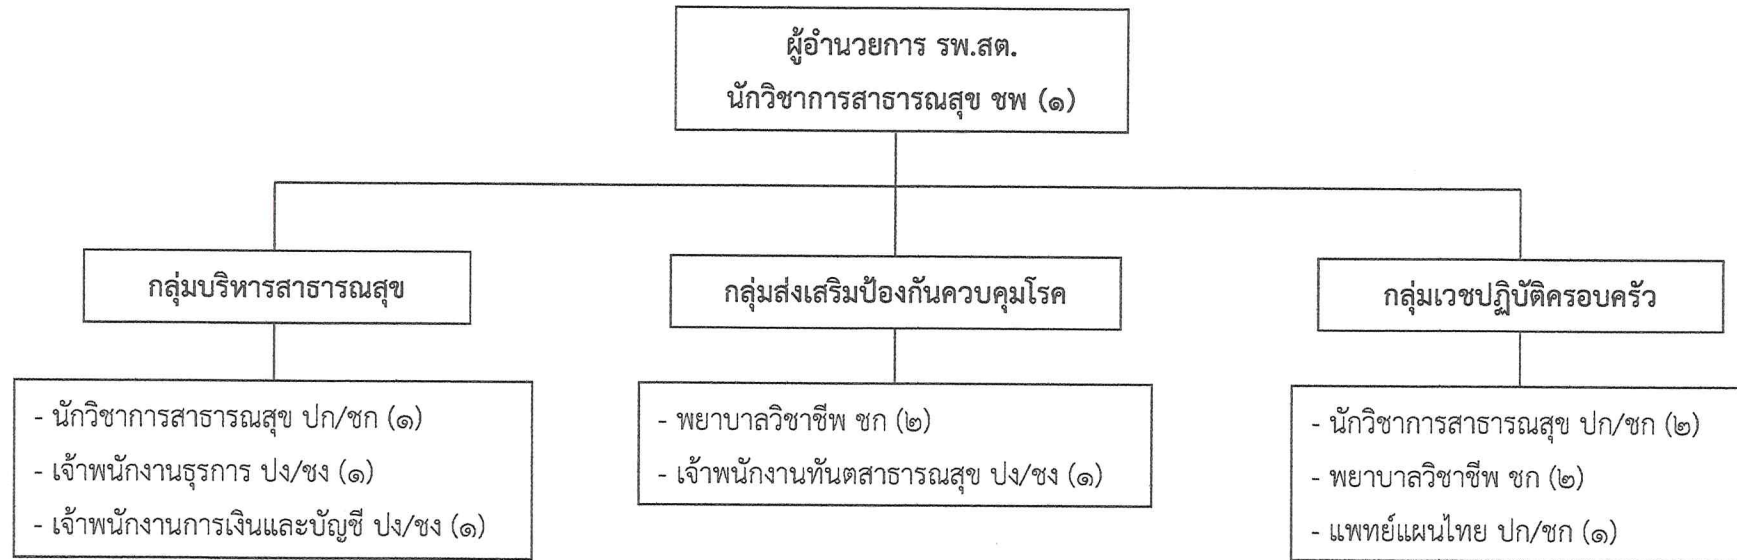 ผู้อำนวยการ รพ.สต.
นักวิชาการสาธารณสุข ชพ (๑)
กลุ่มบริหารสาธารณสุข
กลุ่มส่งเสริมป้องกันควบคุมโรค
กลุ่มเวชปฏิบัติครอบครัว
- นักวิชาการสาธารณสุข ปก/ชก (๑)
- เจ้าพนักงานธุรการ ปง/ชง (๑)
- เจ้าพนักงานการเงินและบัญชี ปง/ชง (๑)
- พยาบาลวิชาชีพ ชก (๒)
- เจ้าพนักงานทันตสาธารณสุข ปง/ชง (๑)
- นักวิชาการสาธารณสุข ปก/ชก (๒)
- พยาบาลวิชาชีพ ชก (๒)
- แพทย์แผนไทย ปก/ชก (๑)